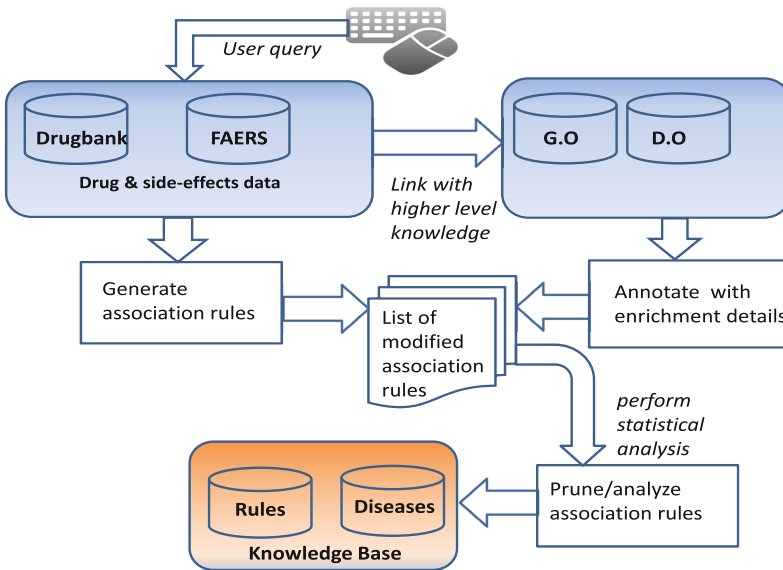 User query
Drugbank
FAERS
Drug & side-effects data
G.O
D.O
Link with
higher level
knowledge
Generate
association rules
List of
modified
association
rules
Annotate with
enrichment details
perform
statistical
analysis
Prune/analyze
association rules
Rules
Diseases
Knowledge Base